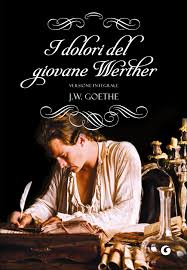 I dolori del
giovane Werther
VERSIONE INTEGRALE
J.W. GOETHE
G